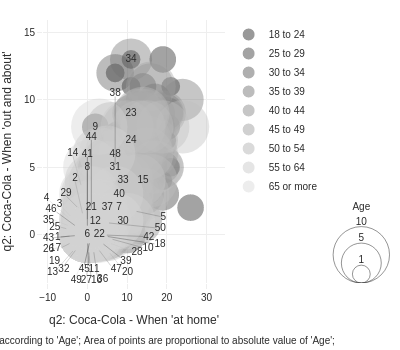 15
10
5
0
−10
0
10
20
30
q2: Coca-Cola - When 'out and about'
q2: Coca-Cola - When 'at home'
34
38
23
9
44
24
14 41 48
8 31
2 33 15
29 40
4 3
46 21 37 7
35 12 30 5
25 50
43 1 6 22 42
17 10 18
28
19 39
13 32 11 47 20
49 36
18 to 24
25 to 29
30 to 34
35 to 39
40 to 44
45 to 49
50 to 54
55 to 64
65 or more
Age
10
5
1
according to 'Age'; Area of points are proportional to absolute value of 'Age';